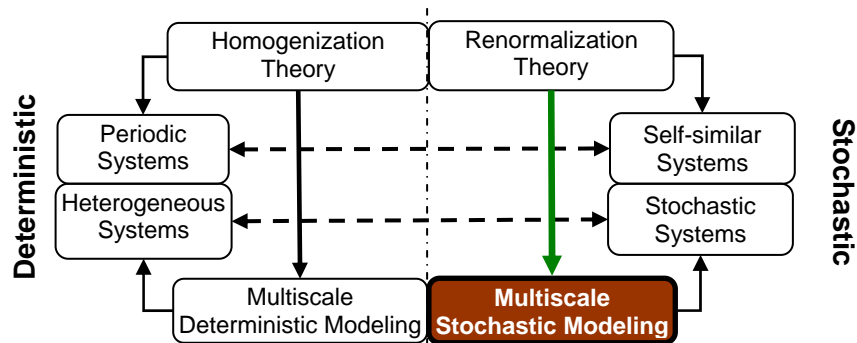 Homogenization
Theory
Renormalization
Theory
Deterministic
Periodic
Systems
Self-similar
Systems
Stochastic
Heterogeneous
Systems
Stochastic
Systems
Multiscale
Deterministic Modeling
Multiscale
Stochastic Modeling